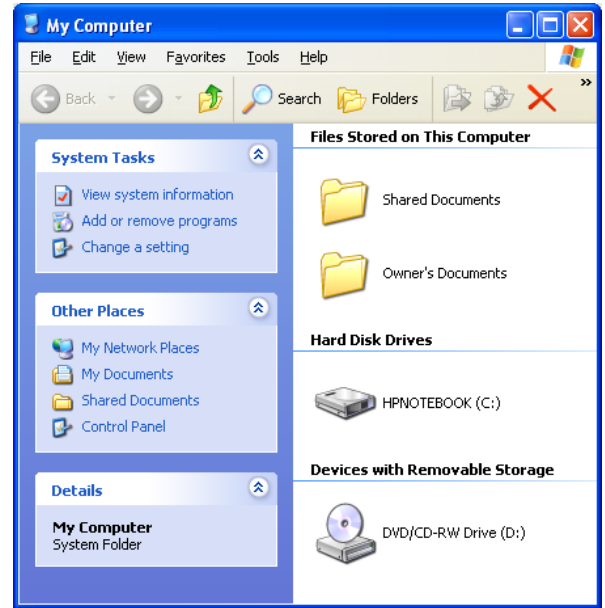 My Computer
File Edit View Favorites Tools Help
Back Search Folders »
System Tasks
View system information
Add or remove programs
Change a setting
Other Places
My Network Places
My Documents
Shared Documents
Control Panel
Details
My Computer
System Folder
Files Stored on This Computer
Shared Documents
Owner's Documents
Hard Disk Drives
HPNOTEBOOK (C:)
Devices with Removable Storage
DVD/CD-RW Drive (D:)